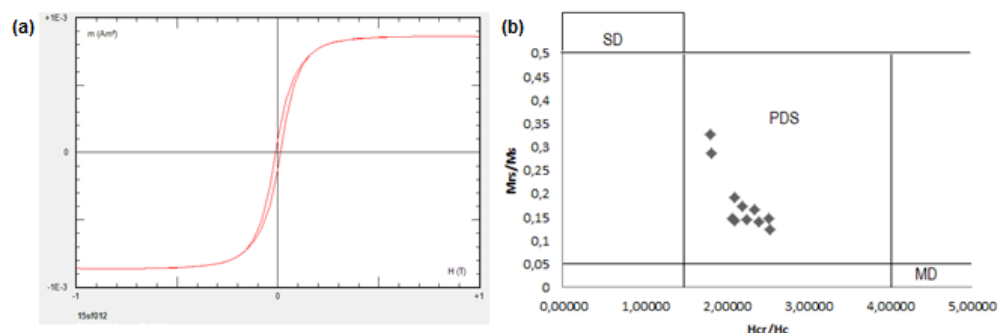 (a)
+1E-3
m (Am²)
0
H (T)
-1E-3
-1
0
+1
15sf012
(b)
SD
0,5
0,45
PDS
0,4
0,35
0,3
0,25
0,2
0,15
0,1
0,05
MD
0
Mrs/Ms
0,00000 1,00000 2,00000 3,00000 4,00000 5,00000
Hcr/Hc